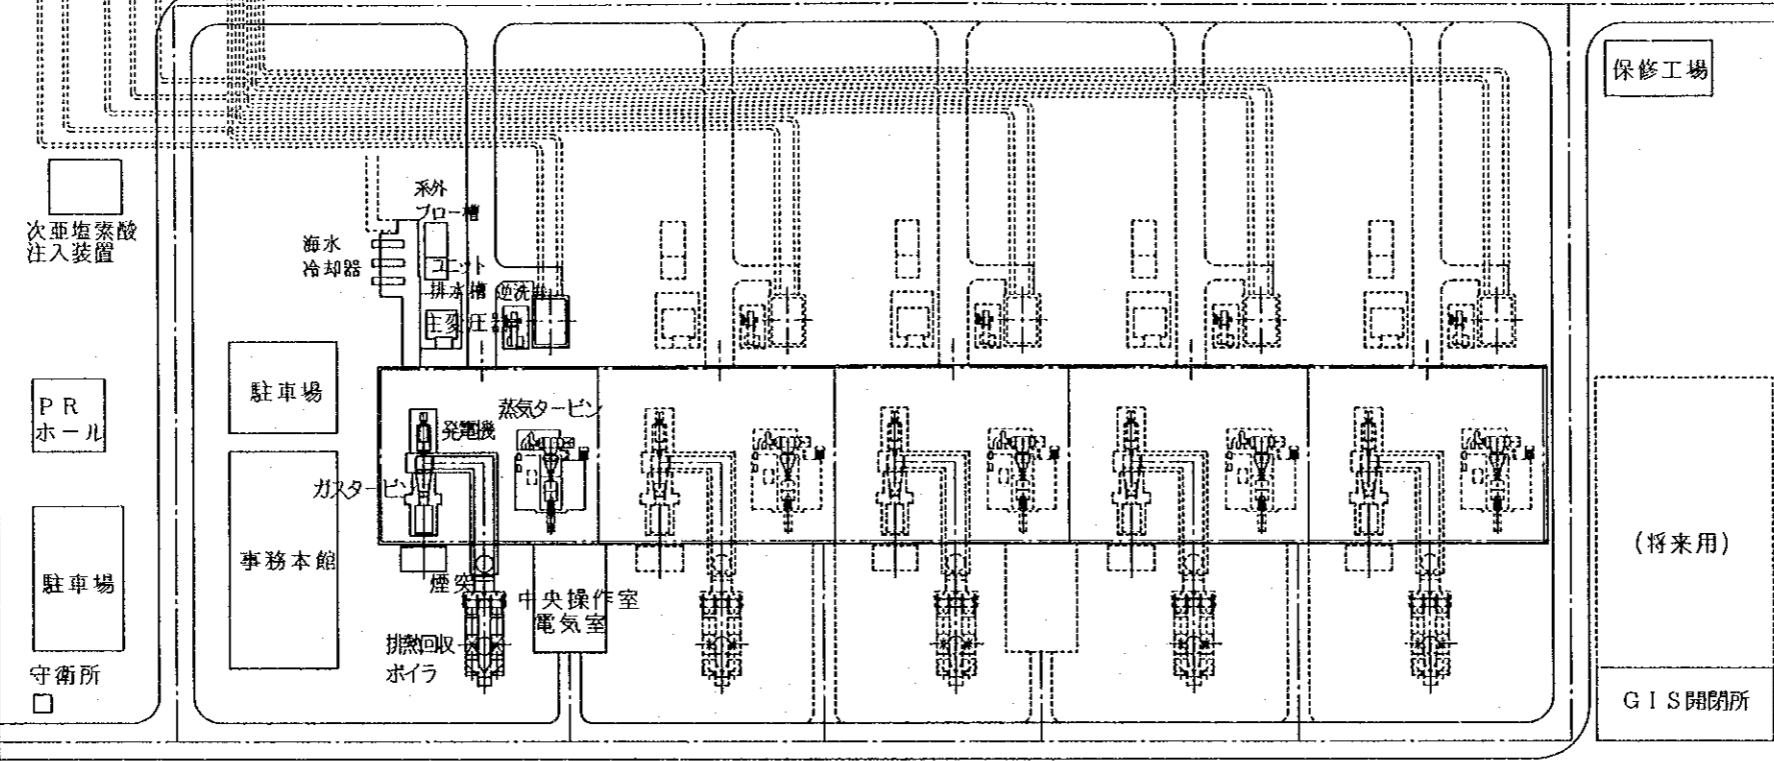 保修工場
系外
ブロー槽
次亜塩素酸
注入装置
海水
冷却器
ユニット
排水槽
逆洗弁
主変圧器
駐車場
PR
ホール
蒸気タービン
発電機
ガスタービン
事務本館
(将来用)
駐車場
煙突
中央操作室
電気室
排熱回収
ボイラ
守衛所
GIS開閉所